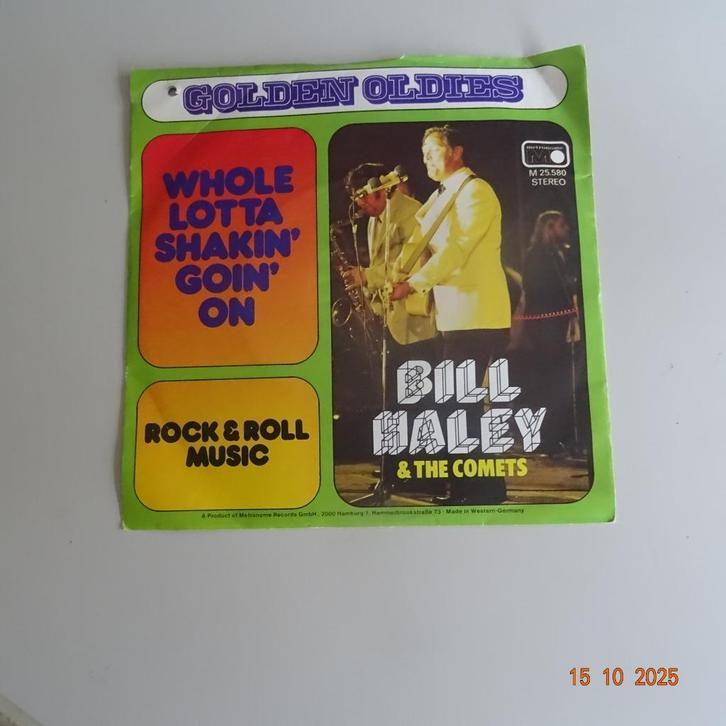 GOLDEN OLDIES
WHOLE
LOTTA
SHAKIN'
GOIN'
ON
ROCK & ROLL
MUSIC
metronome
M 25.580
STEREO
BILL
HALEY
& THE COMETS
A Product of Metronome Records GmbH, 2000 Hamburg 1, Hammerbrookstraße 73 · Made in Western-Germany
15 10 2025